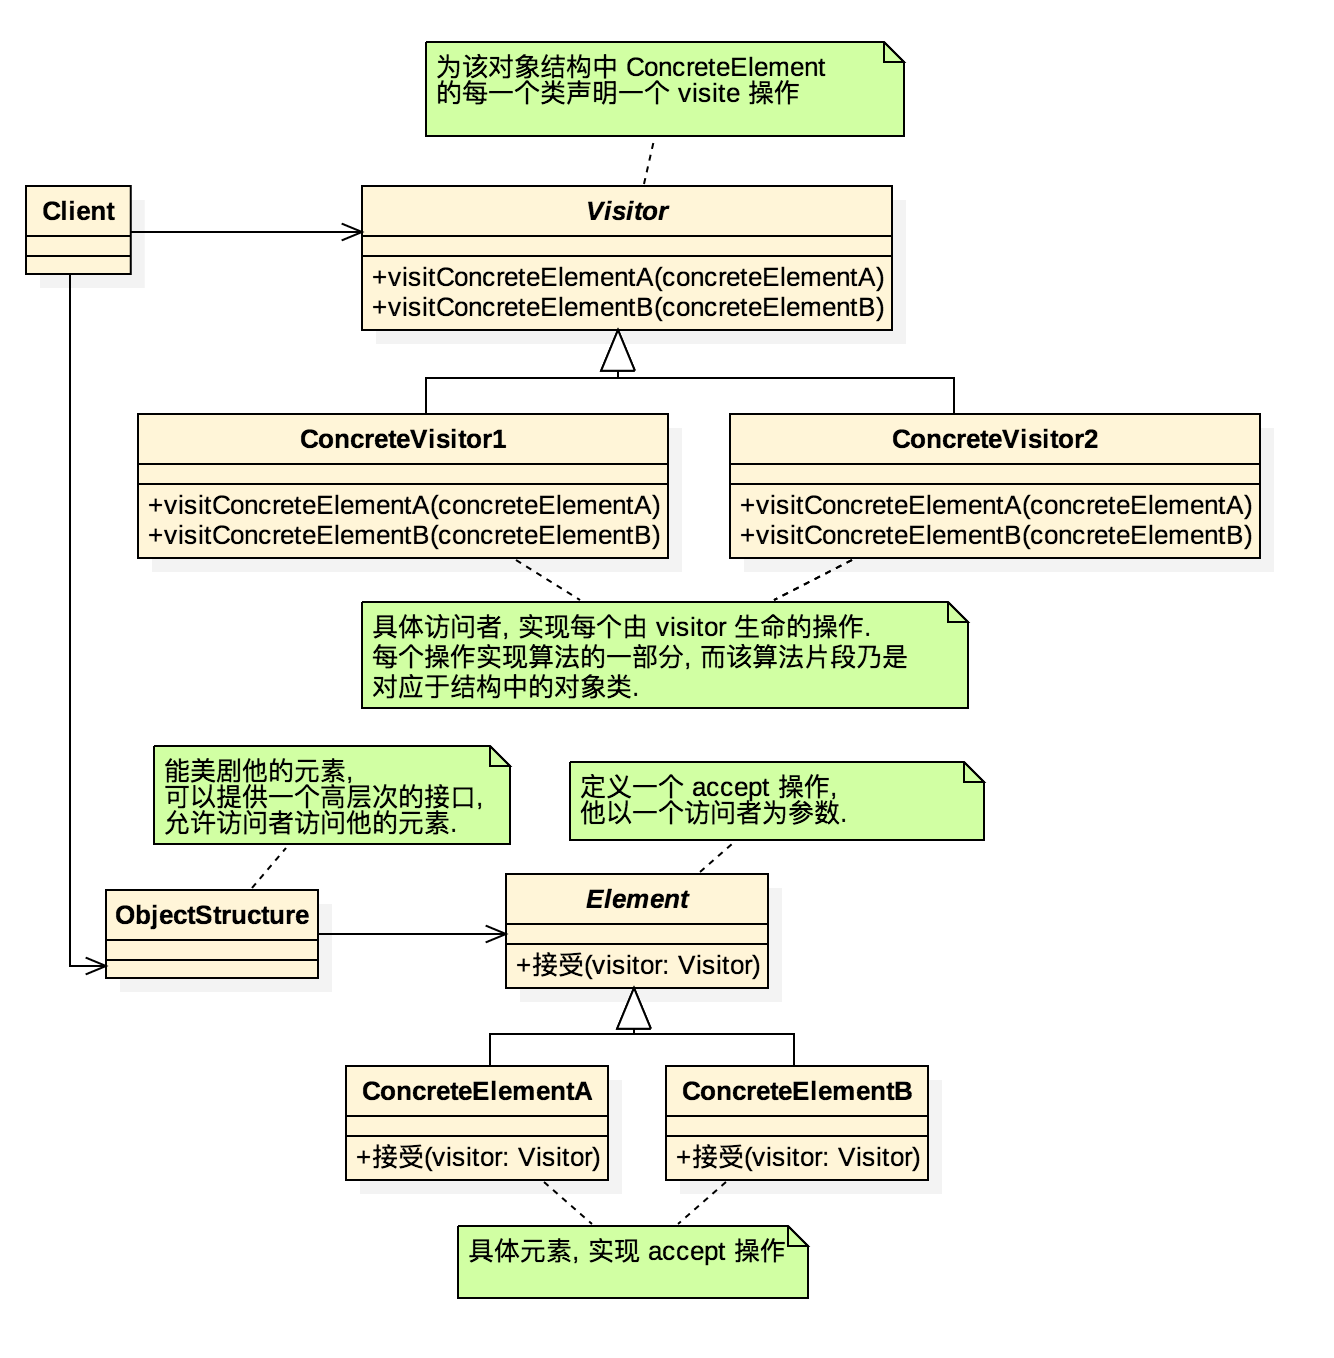 为该对象结构中 ConcreteElement
的每一个类声明一个 visite 操作
Client
Visitor
+visitConcreteElementA(concreteElementA)
+visitConcreteElementB(concreteElementB)
ConcreteVisitor1
+visitConcreteElementA(concreteElementA)
+visitConcreteElementB(concreteElementB)
ConcreteVisitor2
+visitConcreteElementA(concreteElementA)
+visitConcreteElementB(concreteElementB)
具体访问者, 实现每个由 visitor 生命的操作.
每个操作实现算法的一部分, 而该算法片段乃是
对应于结构中的对象类.
能美剧他的元素,
可以提供一个高层次的接口,
允许访问者访问他的元素.
定义一个 accept 操作,
他以一个访问者为参数.
ObjectStructure
Element
+接受(visitor: Visitor)
ConcreteElementA
+接受(visitor: Visitor)
ConcreteElementB
+接受(visitor: Visitor)
具体元素, 实现 accept 操作